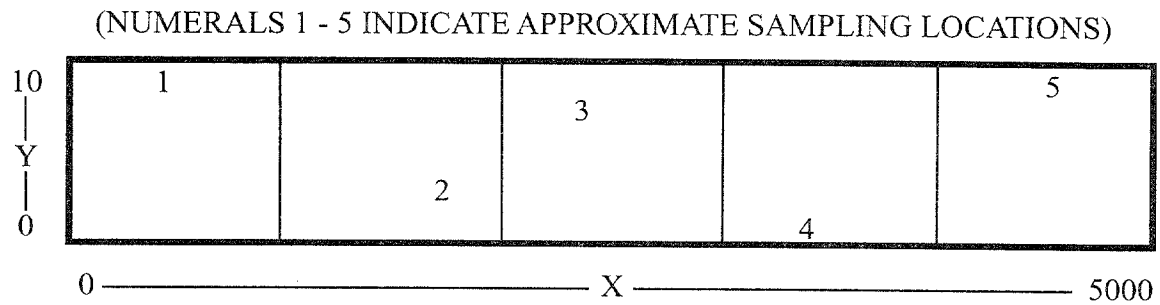 (NUMERALS 1 - 5 INDICATE APPROXIMATE SAMPLING LOCATIONS)
10 1 5
3
Y
2
0 4
0 X 5000